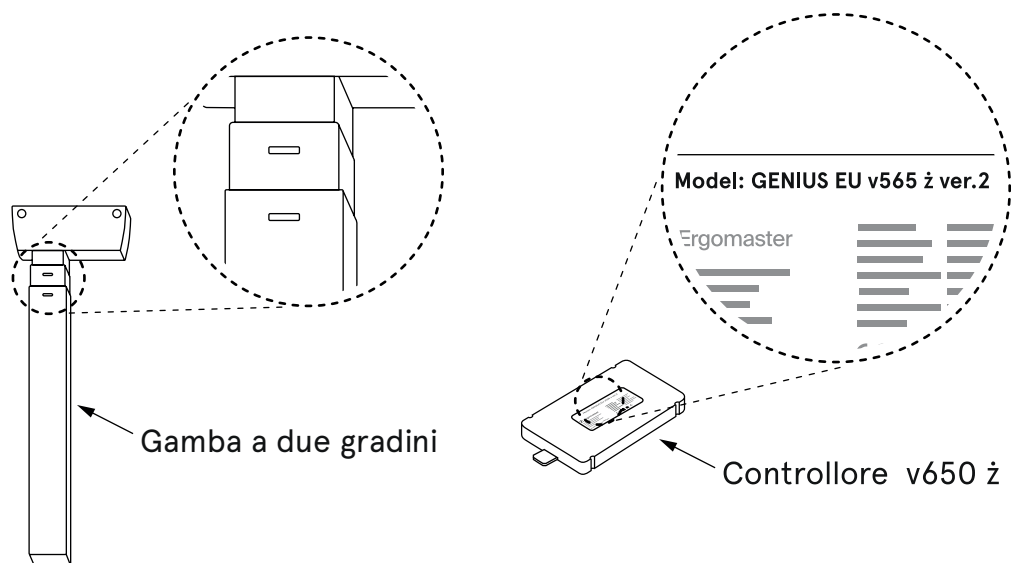 Model: GENIUS EU v565 ż ver.2
Ergomaster
Gamba a due gradini
Controllore v650 ż